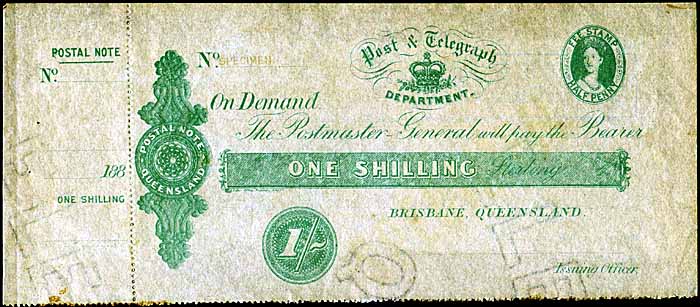 POSTAL NOTE
No.
188
ONE SHILLING
POSTAL NOTE
QUEENSLAND
No. SPECIMEN
Post & Telegraph
DEPARTMENT.
FEE STAMP
HALF PENNY
On Demand
The Postmaster-General will pay the Bearer
ONE SHILLING Sterling
1/-
BRISBANE, QUEENSLAND.
Issuing Officer.